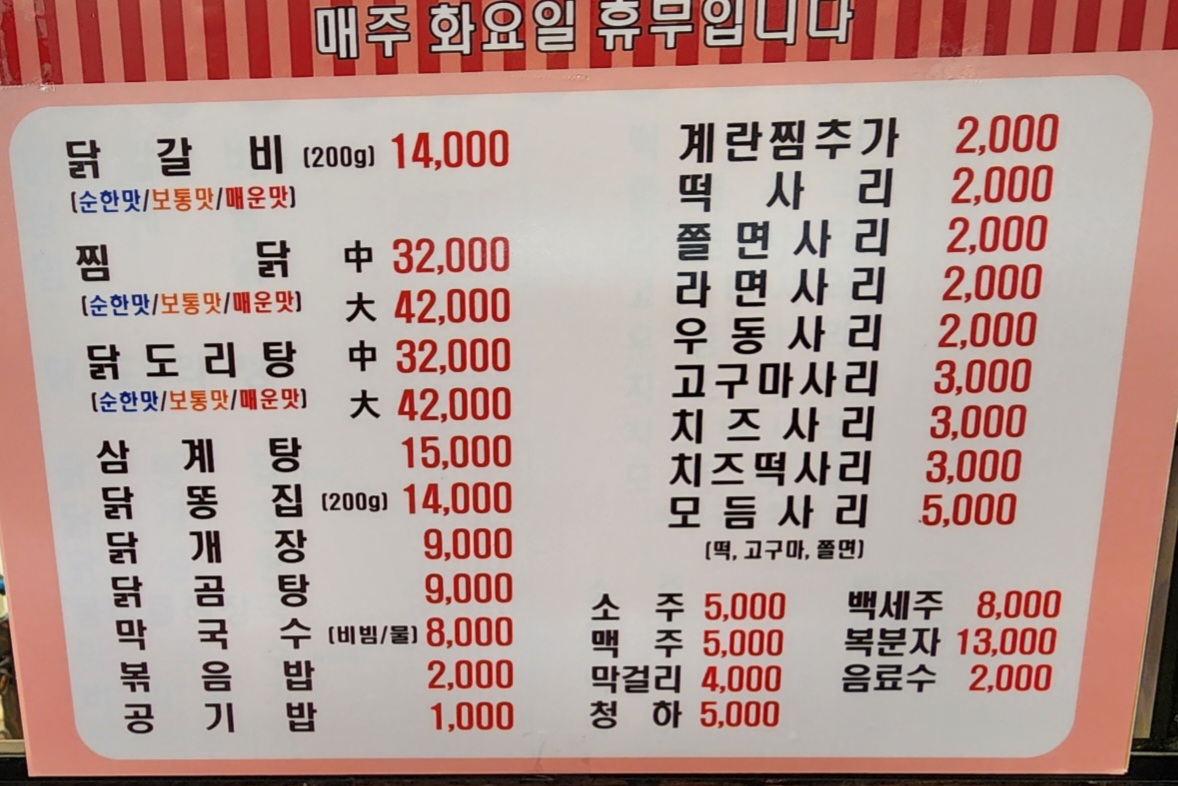 매주 화요일 휴무입니다
닭갈비 (200g) 14,000
(순한맛/보통맛/매운맛)
찜닭 中 32,000
(순한맛/보통맛/매운맛) 大 42,000
닭도리탕 中 32,000
(순한맛/보통맛/매운맛) 大 42,000
삼계탕 15,000
닭똥집 (200g) 14,000
닭개장 9,000
닭곰탕 9,000
막국수 (비빔/물) 8,000
볶음밥 2,000
공기밥 1,000
계란찜추가 2,000
떡사리 2,000
쫄면사리 2,000
라면사리 2,000
우동사리 2,000
고구마사리 3,000
치즈사리 3,000
치즈떡사리 3,000
모듬사리 5,000
(떡, 고구마, 쫄면)
소주 5,000
맥주 5,000
막걸리 4,000
청하 5,000
백세주 8,000
복분자 13,000
음료수 2,000